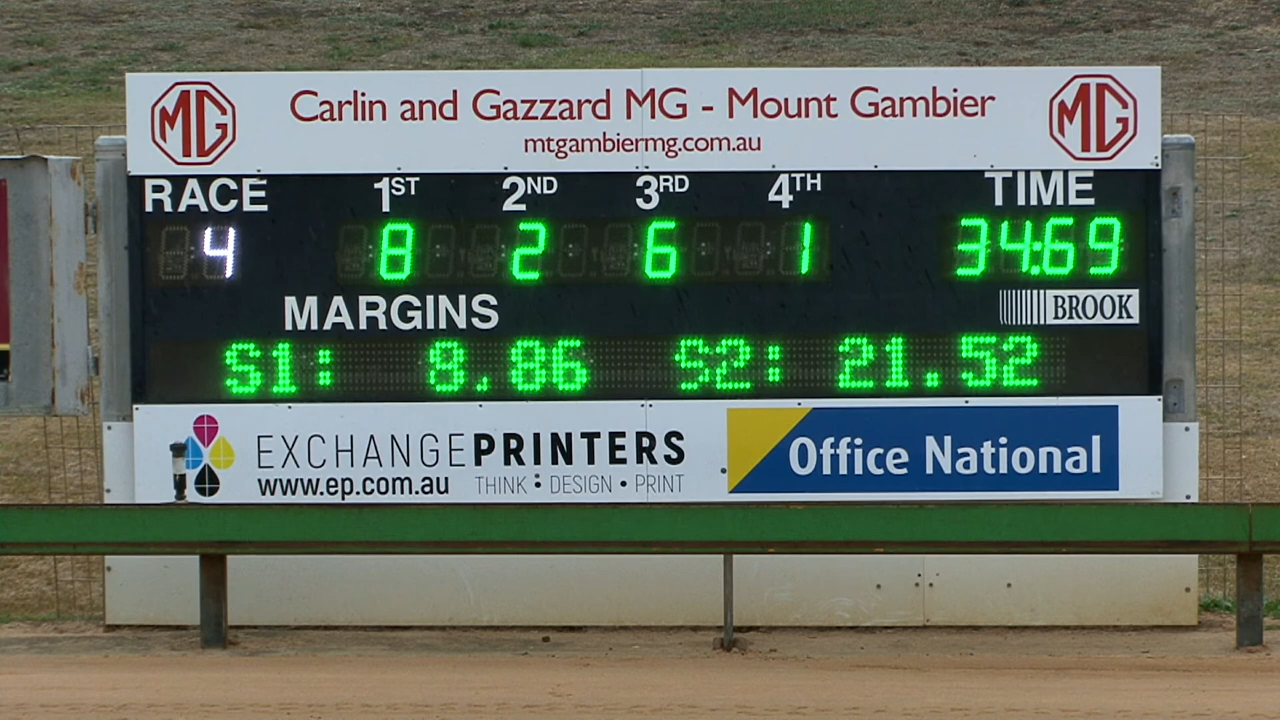 MG Carlin and Gazzard MG - Mount Gambier MG
mtgambiermg.com.au
RACE 1ST 2ND 3RD 4TH TIME
4 8 2 6 1 34.69
MARGINS BROOK
S1: 9.86 S2: 21.52
EXCHANGEPRINTERS Office National
www.ep.com.au THINK • DESIGN • PRINT